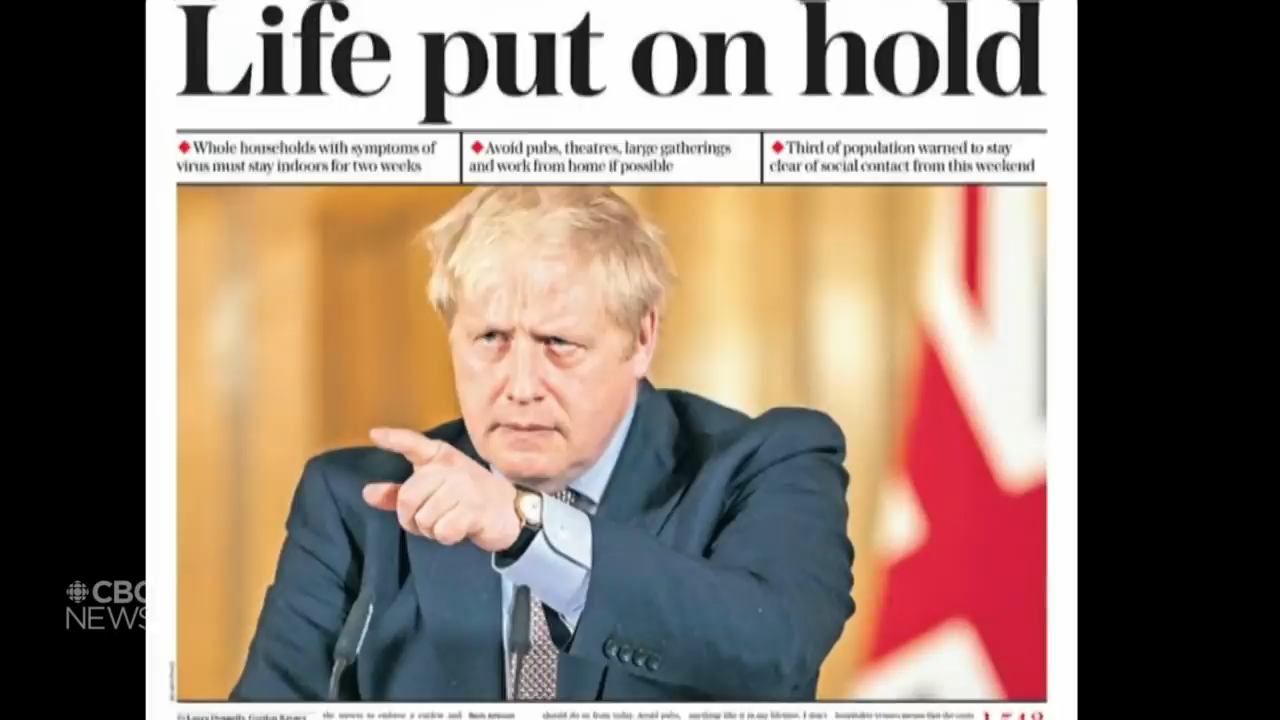 Life put on hold
Whole households with symptoms of
virus must stay indoors for two weeks
Avoid pubs, theatres, large gatherings
and work from home if possible
Third of population warned to stay
clear of social contact from this weekend
CBC
NEWS